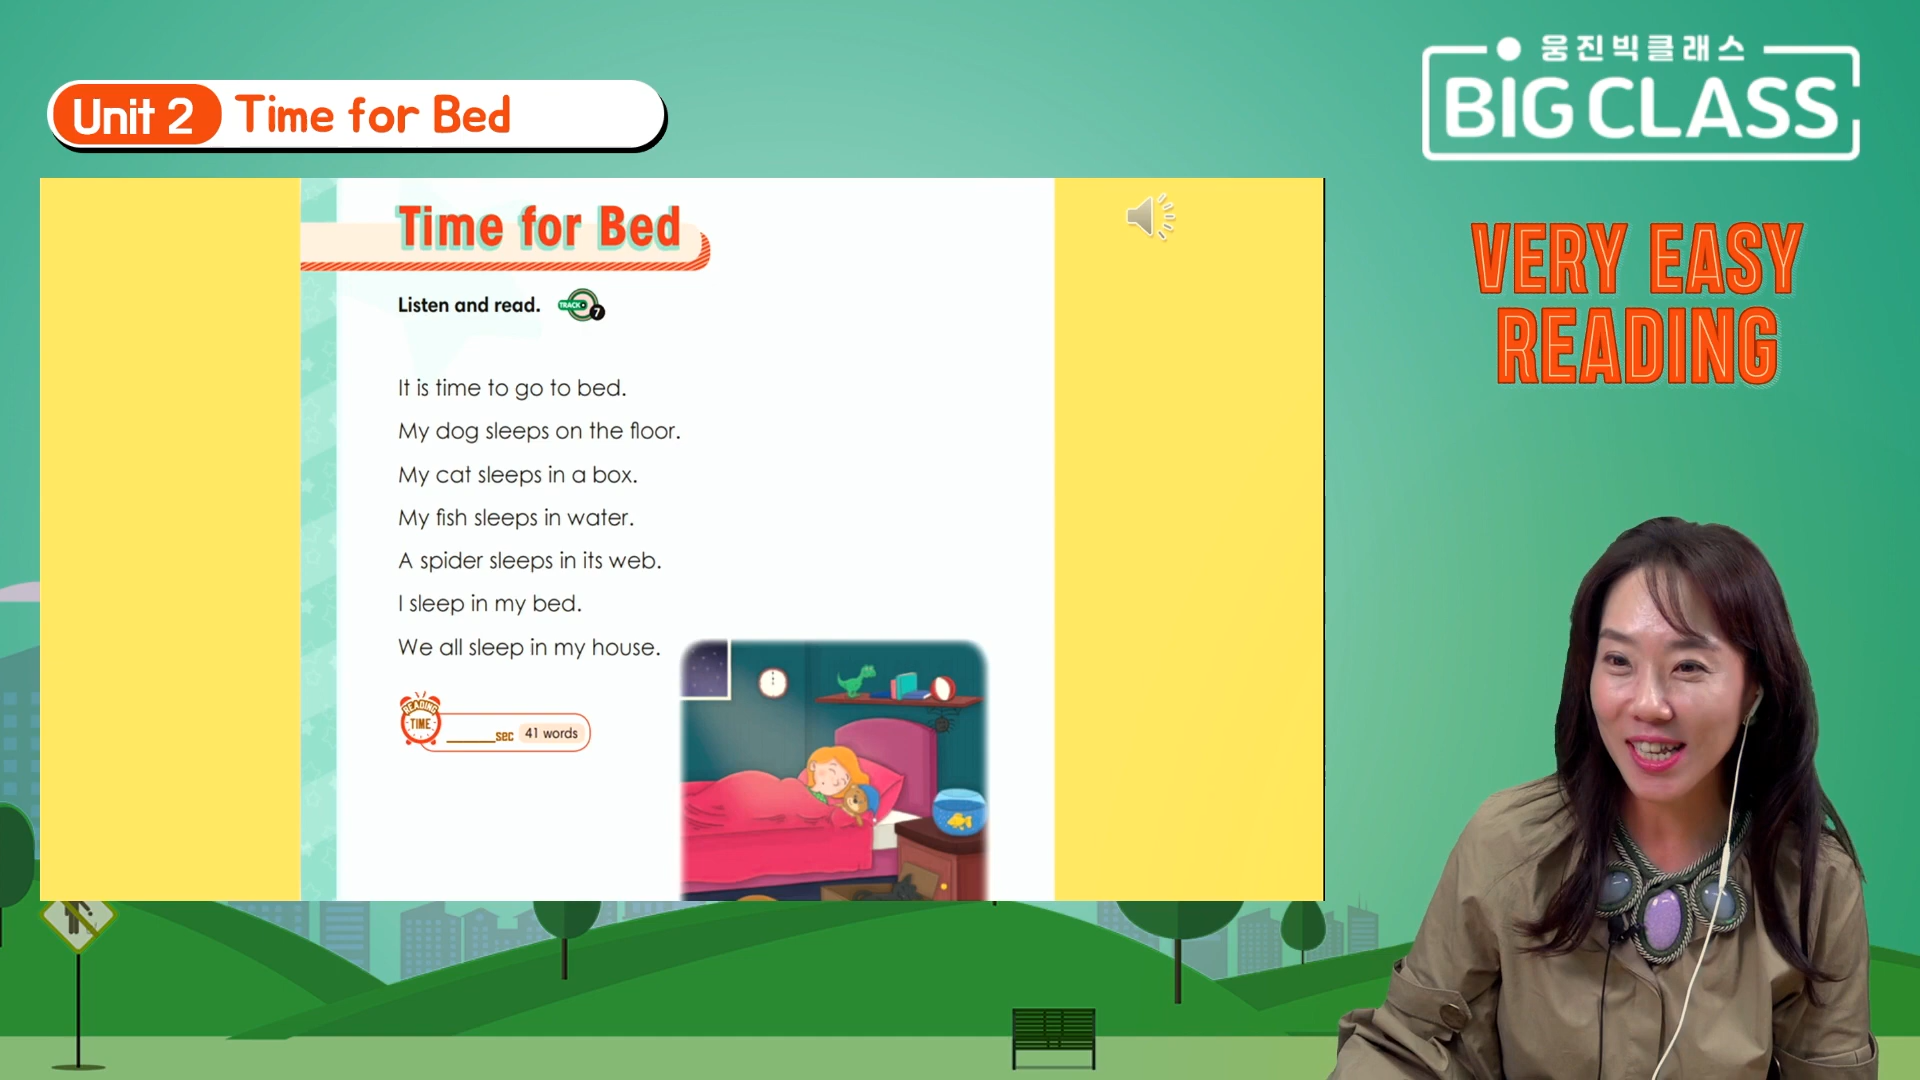 Unit 2 Time for Bed
웅진빅클래스
BIG CLASS
VERY EASY
READING
Time for Bed
Listen and read. TRACK 7
It is time to go to bed.
My dog sleeps on the floor.
My cat sleeps in a box.
My fish sleeps in water.
A spider sleeps in its web.
I sleep in my bed.
We all sleep in my house.
READING
TIME
______sec 41 words